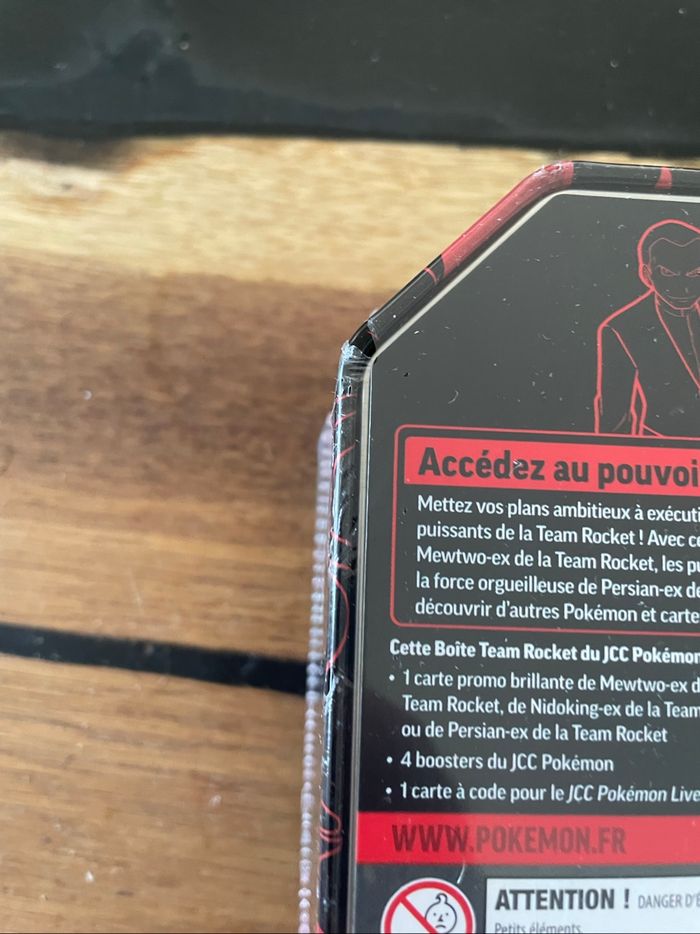 Accédez au pouvoi
Mettez vos plans ambitieux à exécuti
puissants de la Team Rocket ! Avec ce
Mewtwo-ex de la Team Rocket, les pu
la force orgueilleuse de Persian-ex de
découvrir d'autres Pokémon et carte
Cette Boîte Team Rocket du JCC Pokémon
• 1 carte promo brillante de Mewtwo-ex d
Team Rocket, de Nidoking-ex de la Team
ou de Persian-ex de la Team Rocket
• 4 boosters du JCC Pokémon
• 1 carte à code pour le JCC Pokémon Live
WWW.POKEMON.FR
ATTENTION ! DANGER D'É
Petits éléments.